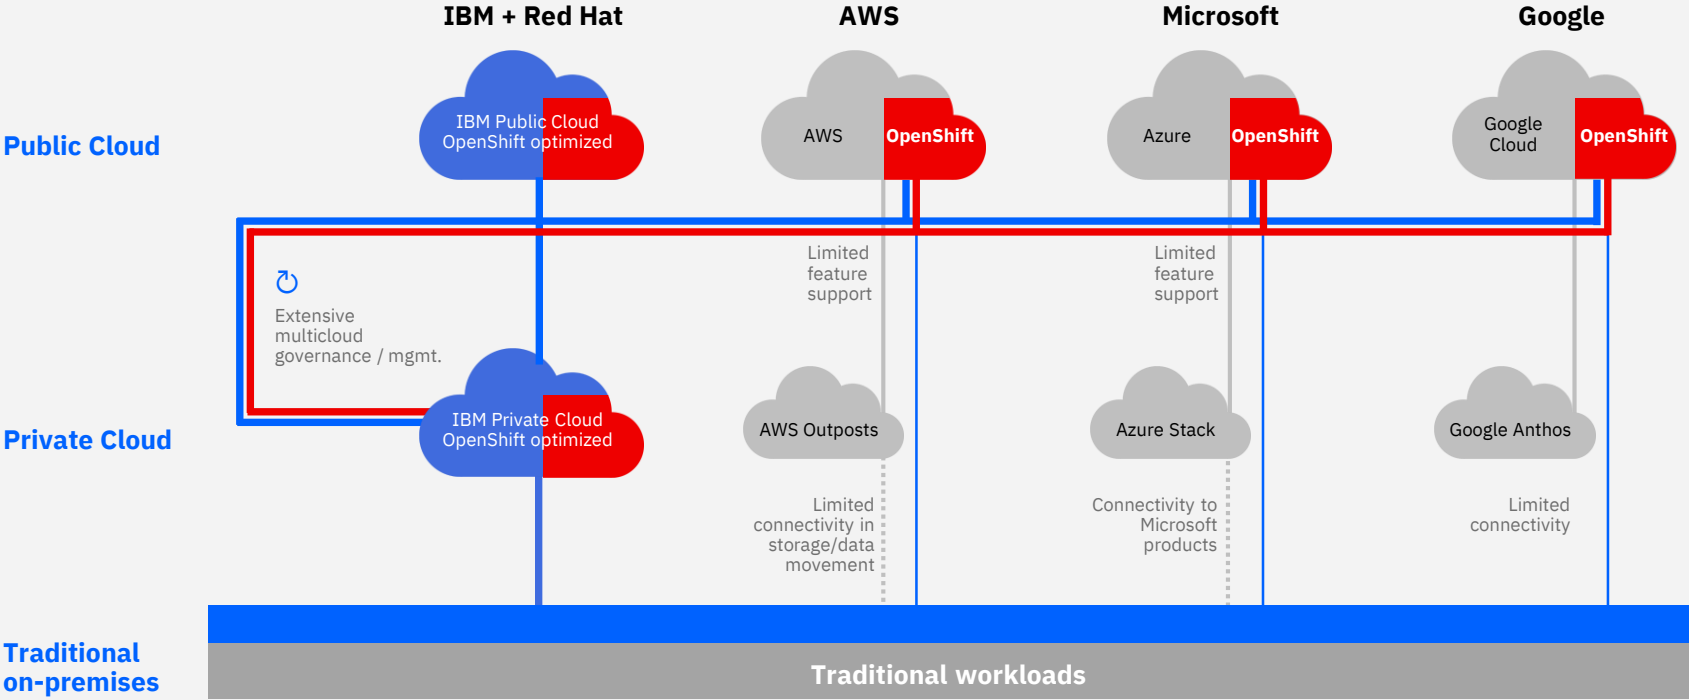 IBM + Red Hat
AWS
Microsoft
Google
Public Cloud
IBM Public Cloud
OpenShift optimized
AWS
OpenShift
Azure
OpenShift
Google
Cloud
OpenShift
Extensive
multicloud
governance / mgmt.
Limited
feature
support
Limited
feature
support
Private Cloud
IBM Private Cloud
OpenShift optimized
AWS Outposts
Azure Stack
Google Anthos
Limited
connectivity in
storage/data
movement
Connectivity to
Microsoft
products
Limited
connectivity
Traditional
on-premises
Traditional workloads